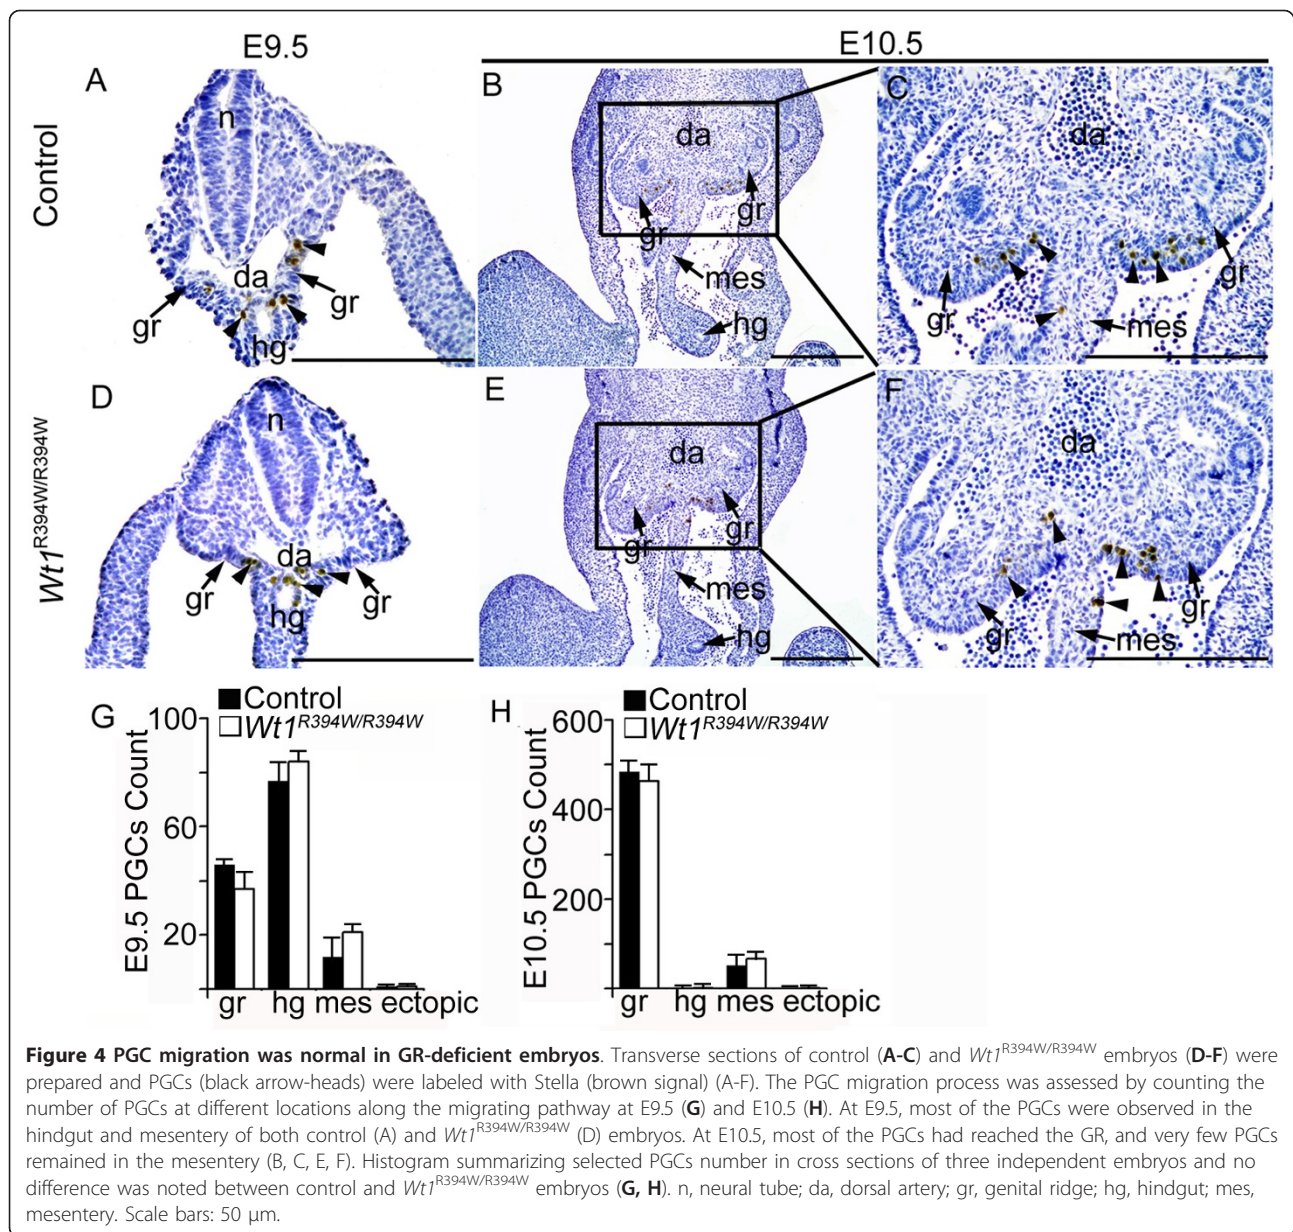 E9.5
E10.5
Control
A
n
da
gr
gr
hg
B
da
gr
gr
mes
hg
C
da
gr
gr
mes
Wt1R394W/R394W
D
n
da
gr
gr
hg
E
da
gr
gr
mes
hg
F
da
gr
gr
mes
G
Control
Wt1R394W/R394W
E9.5 PGCs Count
100
60
20
gr hg mes ectopic
H
Control
Wt1R394W/R394W
E10.5 PGCs Count
600
400
200
gr hg mes ectopic
Figure 4 PGC migration was normal in GR-deficient embryos. Transverse sections of control (A-C) and Wt1R394W/R394W embryos (D-F) were
prepared and PGCs (black arrow-heads) were labeled with Stella (brown signal) (A-F). The PGC migration process was assessed by counting the
number of PGCs at different locations along the migrating pathway at E9.5 (G) and E10.5 (H). At E9.5, most of the PGCs were observed in the
hindgut and mesentery of both control (A) and Wt1R394W/R394W (D) embryos. At E10.5, most of the PGCs had reached the GR, and very few PGCs
remained in the mesentery (B, C, E, F). Histogram summarizing selected PGCs number in cross sections of three independent embryos and no
difference was noted between control and Wt1R394W/R394W embryos (G, H). n, neural tube; da, dorsal artery; gr, genital ridge; hg, hindgut; mes,
mesentery. Scale bars: 50 μm.